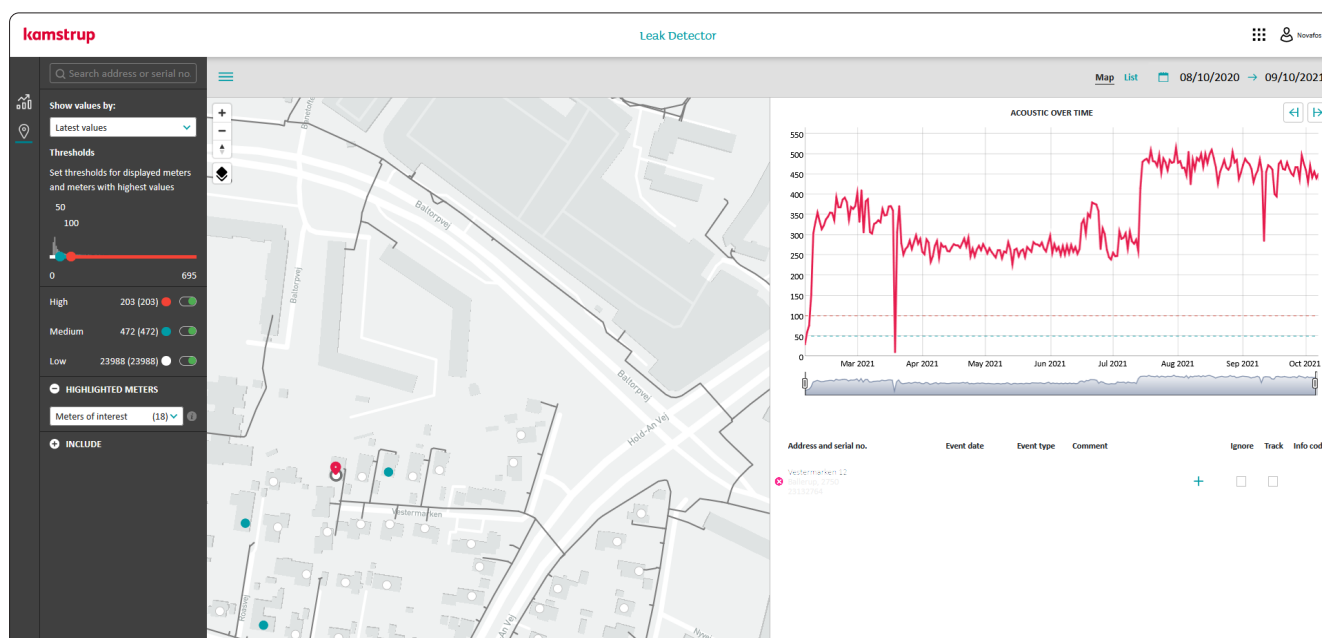 kamstrup
Leak Detector
Novafos
Search address or serial no
Map List 08/10/2020 → 09/10/2021
Show values by:
Latest values
Thresholds
Set thresholds for displayed meters
and meters with highest values
50
100
0 695
High 203 (203)
Medium 472 (472)
Low 23988 (23988)
HIGHLIGHTED METERS
Meters of interest (18)
INCLUDE
Baltorpvej
Baltorpvej
Baltorpvej
Hold-An Vej
Vestermarken
ACOUSTIC OVER TIME
550
500
450
400
350
300
250
200
150
100
50
0
Mar 2021 Apr 2021 May 2021 Jun 2021 Jul 2021 Aug 2021 Sep 2021 Oct 2021
Address and serial no. Event date Event type Comment Ignore Track Info cod
Vestermarken 12